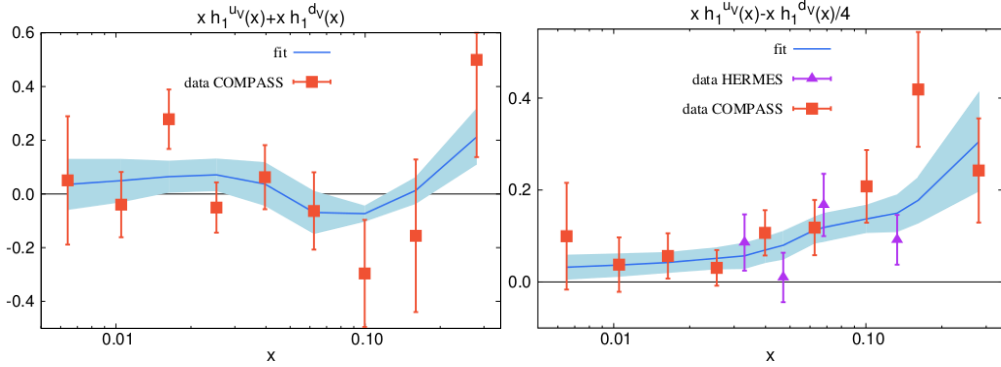 x h₁ᵘⱽ(x)+x h₁ᵈⱽ(x)
0.6
0.4
0.2
0.0
-0.2
-0.4
fit
data COMPASS
0.01
0.10
x
x h₁ᵘⱽ(x)-x h₁ᵈⱽ(x)/4
0.4
0.2
0.0
fit
data HERMES
data COMPASS
0.01
0.10
x